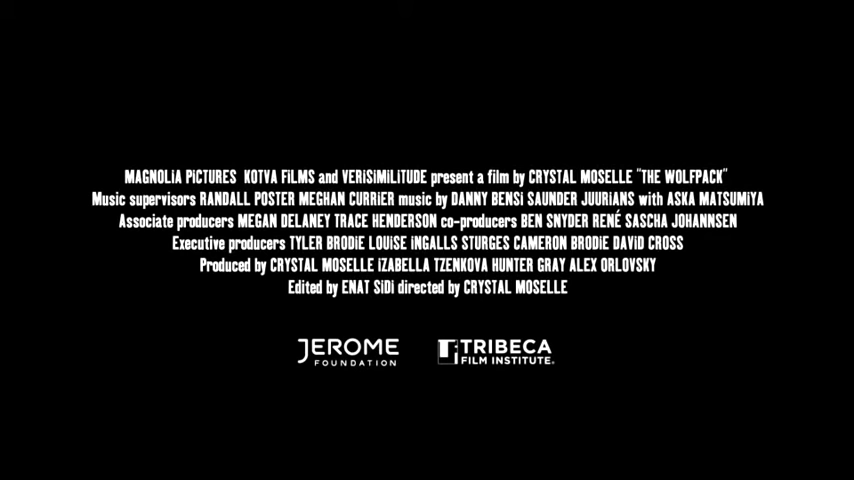 MAGNOLiA PiCTURES KOTVA FiLMS and VERiSiMiLiTUDE present a film by CRYSTAL MOSELLE "THE WOLFPACK"
Music supervisors RANDALL POSTER MEGHAN CURRiER music by DANNY BENSi SAUNDER JUURiANS with ASKA MATSUMiYA
Associate producers MEGAN DELANEY TRACE HENDERSON co-producers BEN SNYDER RENÉ SASCHA JOHANNSEN
Executive producers TYLER BRODiE LOUiSE iNGALLS STURGES CAMERON BRODiE DAViD CROSS
Produced by CRYSTAL MOSELLE iZABELLA TZENKOVA HUNTER GRAY ALEX ORLOVSKY
Edited by ENAT SiDi directed by CRYSTAL MOSELLE
JEROME FOUNDATION
TRIBECA FILM INSTITUTE